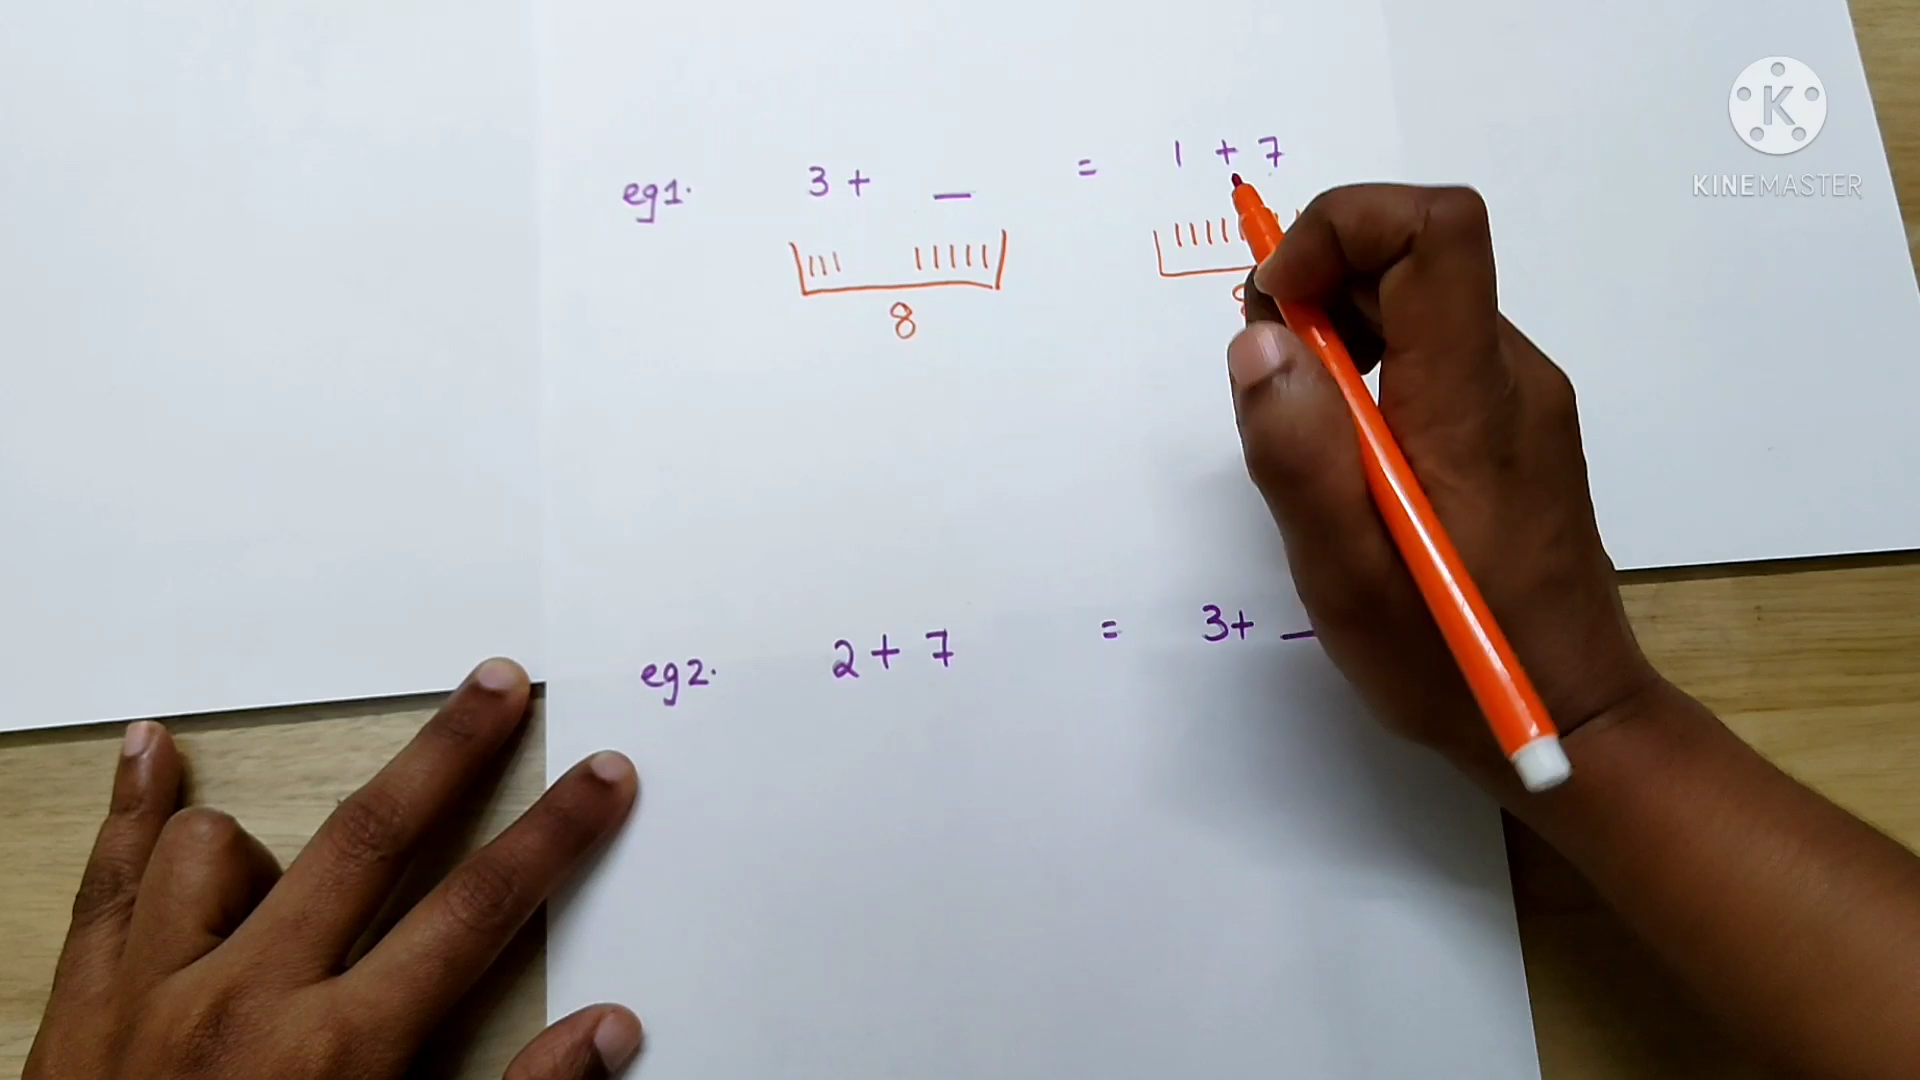 eg1. 3 + _ = 1 + 7
8
eg2. 2 + 7 = 3 + _
K
KINEMASTER